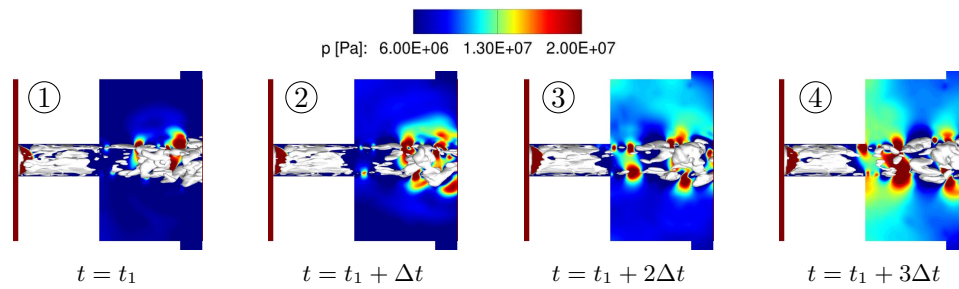 p [Pa]: 6.00E+06 1.30E+07 2.00E+07
① ② ③ ④
t = t₁ t = t₁ + Δt t = t₁ + 2Δt t = t₁ + 3Δt